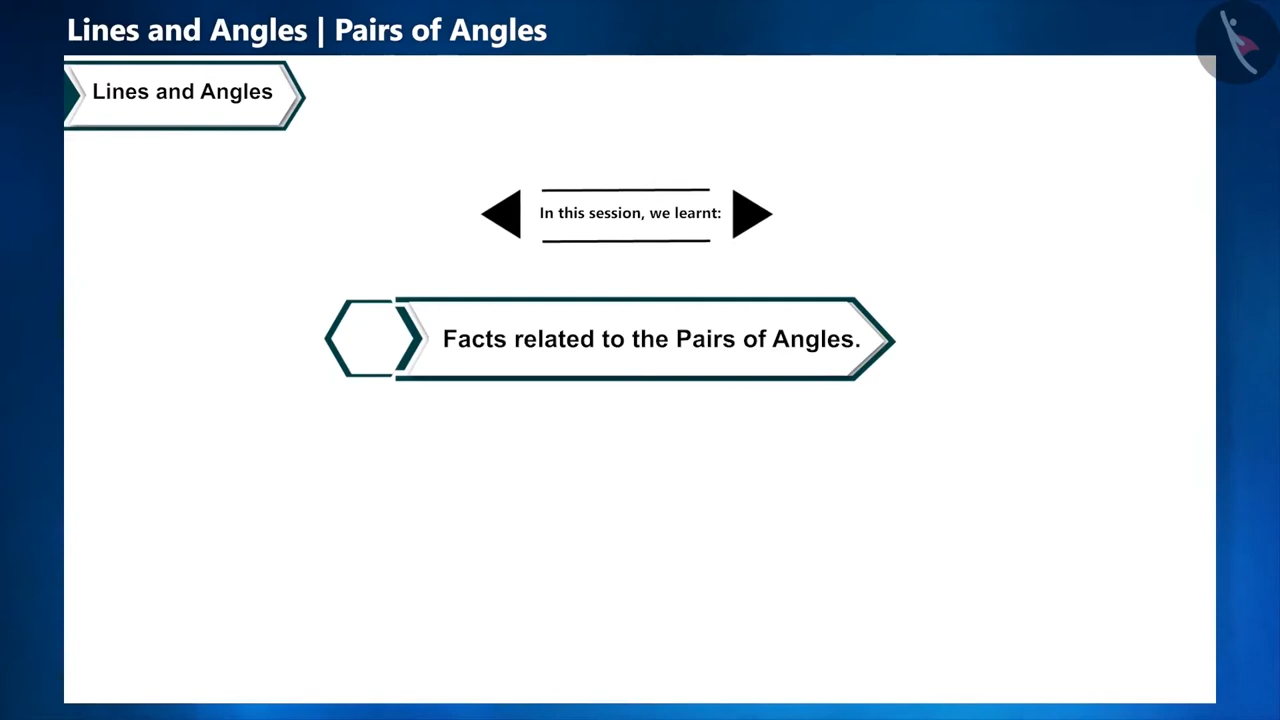 Lines and Angles | Pairs of Angles
Lines and Angles
In this session, we learnt:
Facts related to the Pairs of Angles.